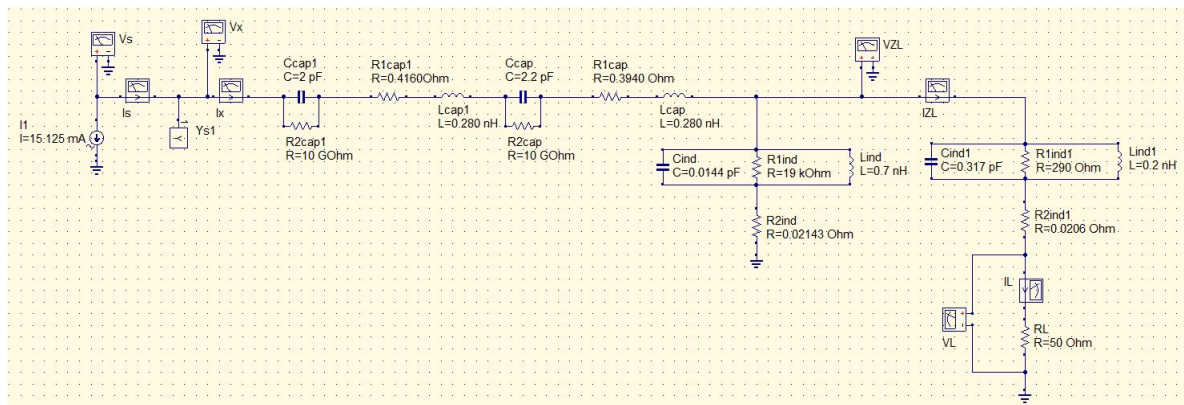 Vs
Vx
Is
Ix
I1
I=15.125 mA
Ys1
Y
1
Ccap1
C=2 pF
R2cap1
R=10 GOhm
R1cap1
R=0.4160Ohm
Lcap1
L=0.280 nH
Ccap
C=2.2 pF
R2cap
R=10 GOhm
R1cap
R=0.3940 Ohm
Lcap
L=0.280 nH
VZL
IZL
Cind
C=0.0144 pF
R1ind
R=19 kOhm
Lind
L=0.7 nH
R2ind
R=0.02143 Ohm
Cind1
C=0.317 pF
R1ind1
R=290 Ohm
Lind1
L=0.2 nH
R2ind1
R=0.0206 Ohm
IL
VL
RL
R=50 Ohm